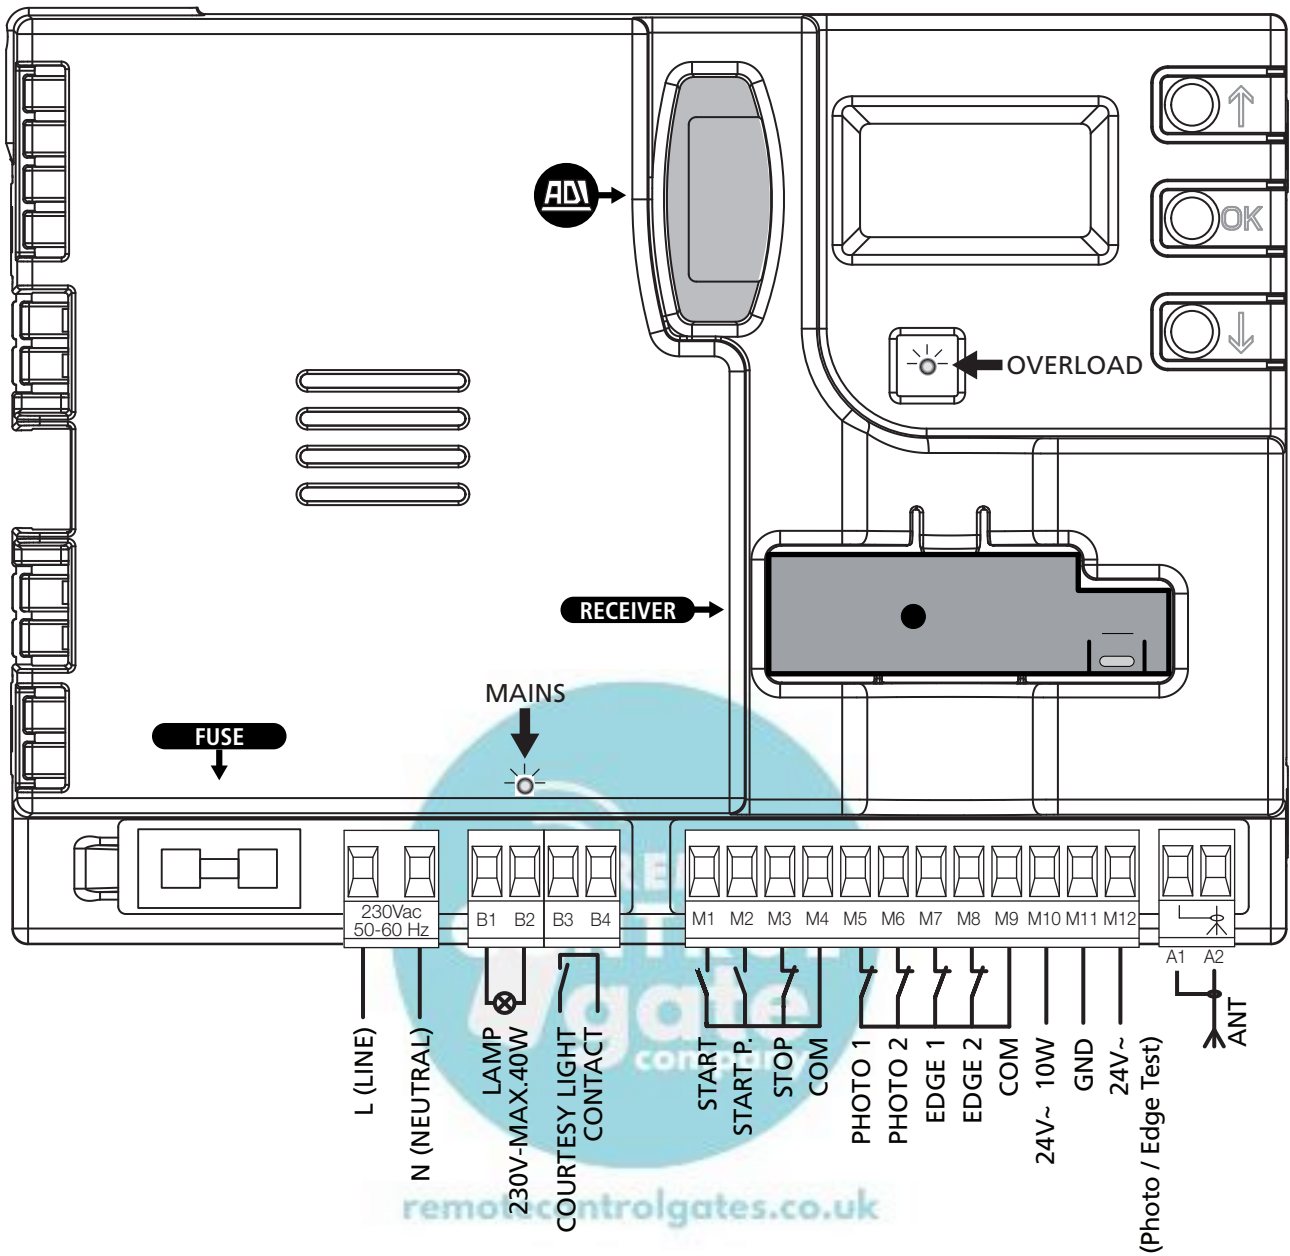 ADI
OK
OVERLOAD
RECEIVER
MAINS
FUSE
230Vac
50-60 Hz
B1 B2 B3 B4
M1 M2 M3 M4 M5 M6 M7 M8 M9 M10 M11 M12
A1 A2
L (LINE)
N (NEUTRAL)
LAMP
230V-MAX.40W
COURTESY LIGHT
CONTACT
START
START P.
STOP
COM
PHOTO 1
PHOTO 2
EDGE 1
EDGE 2
COM
24V~ 10W
GND
24V~
(Photo / Edge Test)
ANT
gate
company
remotecontrolgates.co.uk